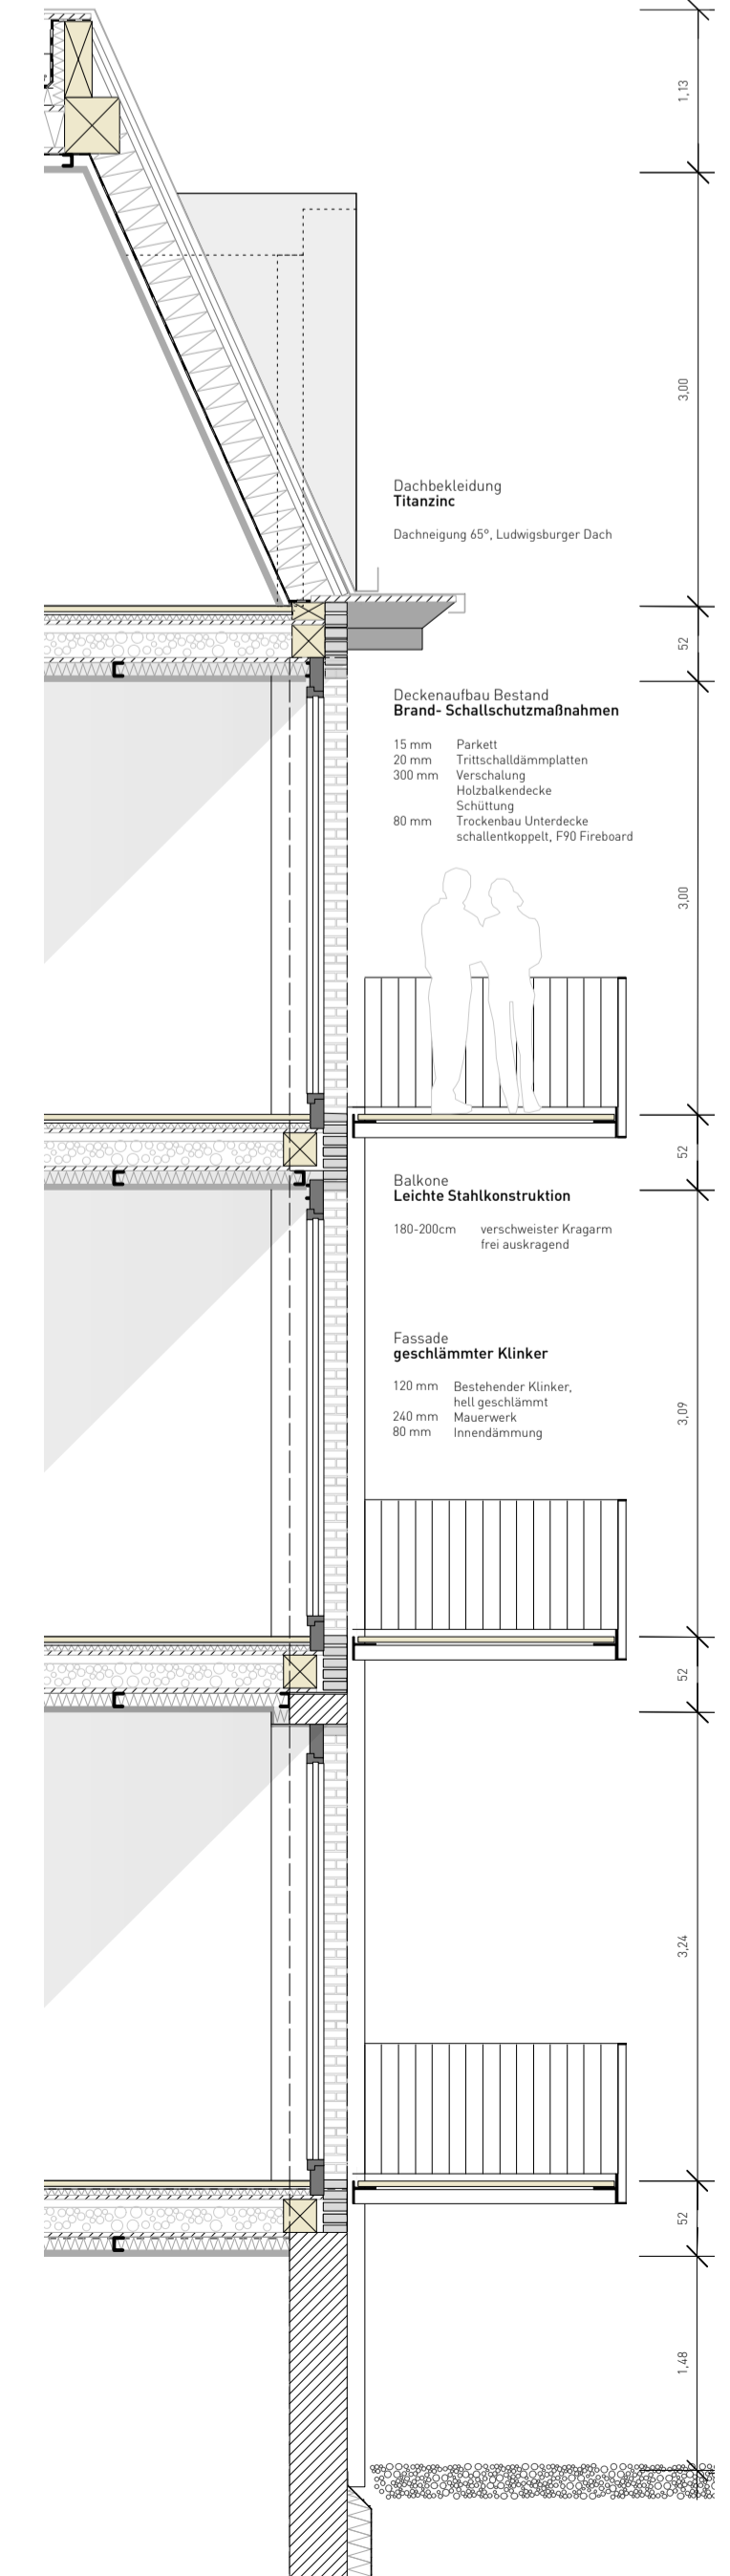 1,13
3,00
Dachbekleidung
Titanzinc
Dachneigung 65°, Ludwigsburger Dach
52
Deckenaufbau Bestand
Brand- Schallschutzmaßnahmen
15 mm Parkett
20 mm Trittschalldämmplatten
300 mm Verschalung
Holzbalkendecke
Schüttung
80 mm Trockenbau Unterdecke
schallentkoppelt, F90 Fireboard
3,00
52
Balkone
Leichte Stahlkonstruktion
180-200cm verschweister Kragarm
frei auskragend
Fassade
geschlämmter Klinker
120 mm Bestehender Klinker,
hell geschlämmt
240 mm Mauerwerk
80 mm Innendämmung
3,09
52
3,24
52
1,48